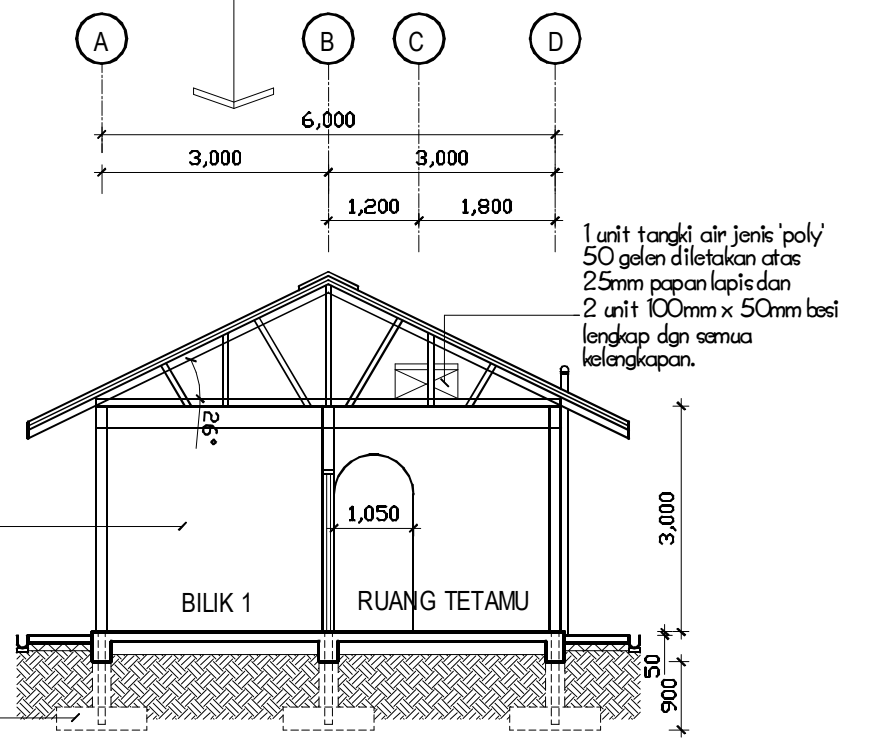 A B C D
6,000
3,000 3,000
1,200 1,800
1 unit tangki air jenis 'poly'
50 gelen diletakan atas
25mm papan lapis dan
2 unit 100mm x 50mm besi
lengkap dgn semua
kelengkapan.
26°
1,050
3,000
BILIK 1 RUANG TETAMU
50
900